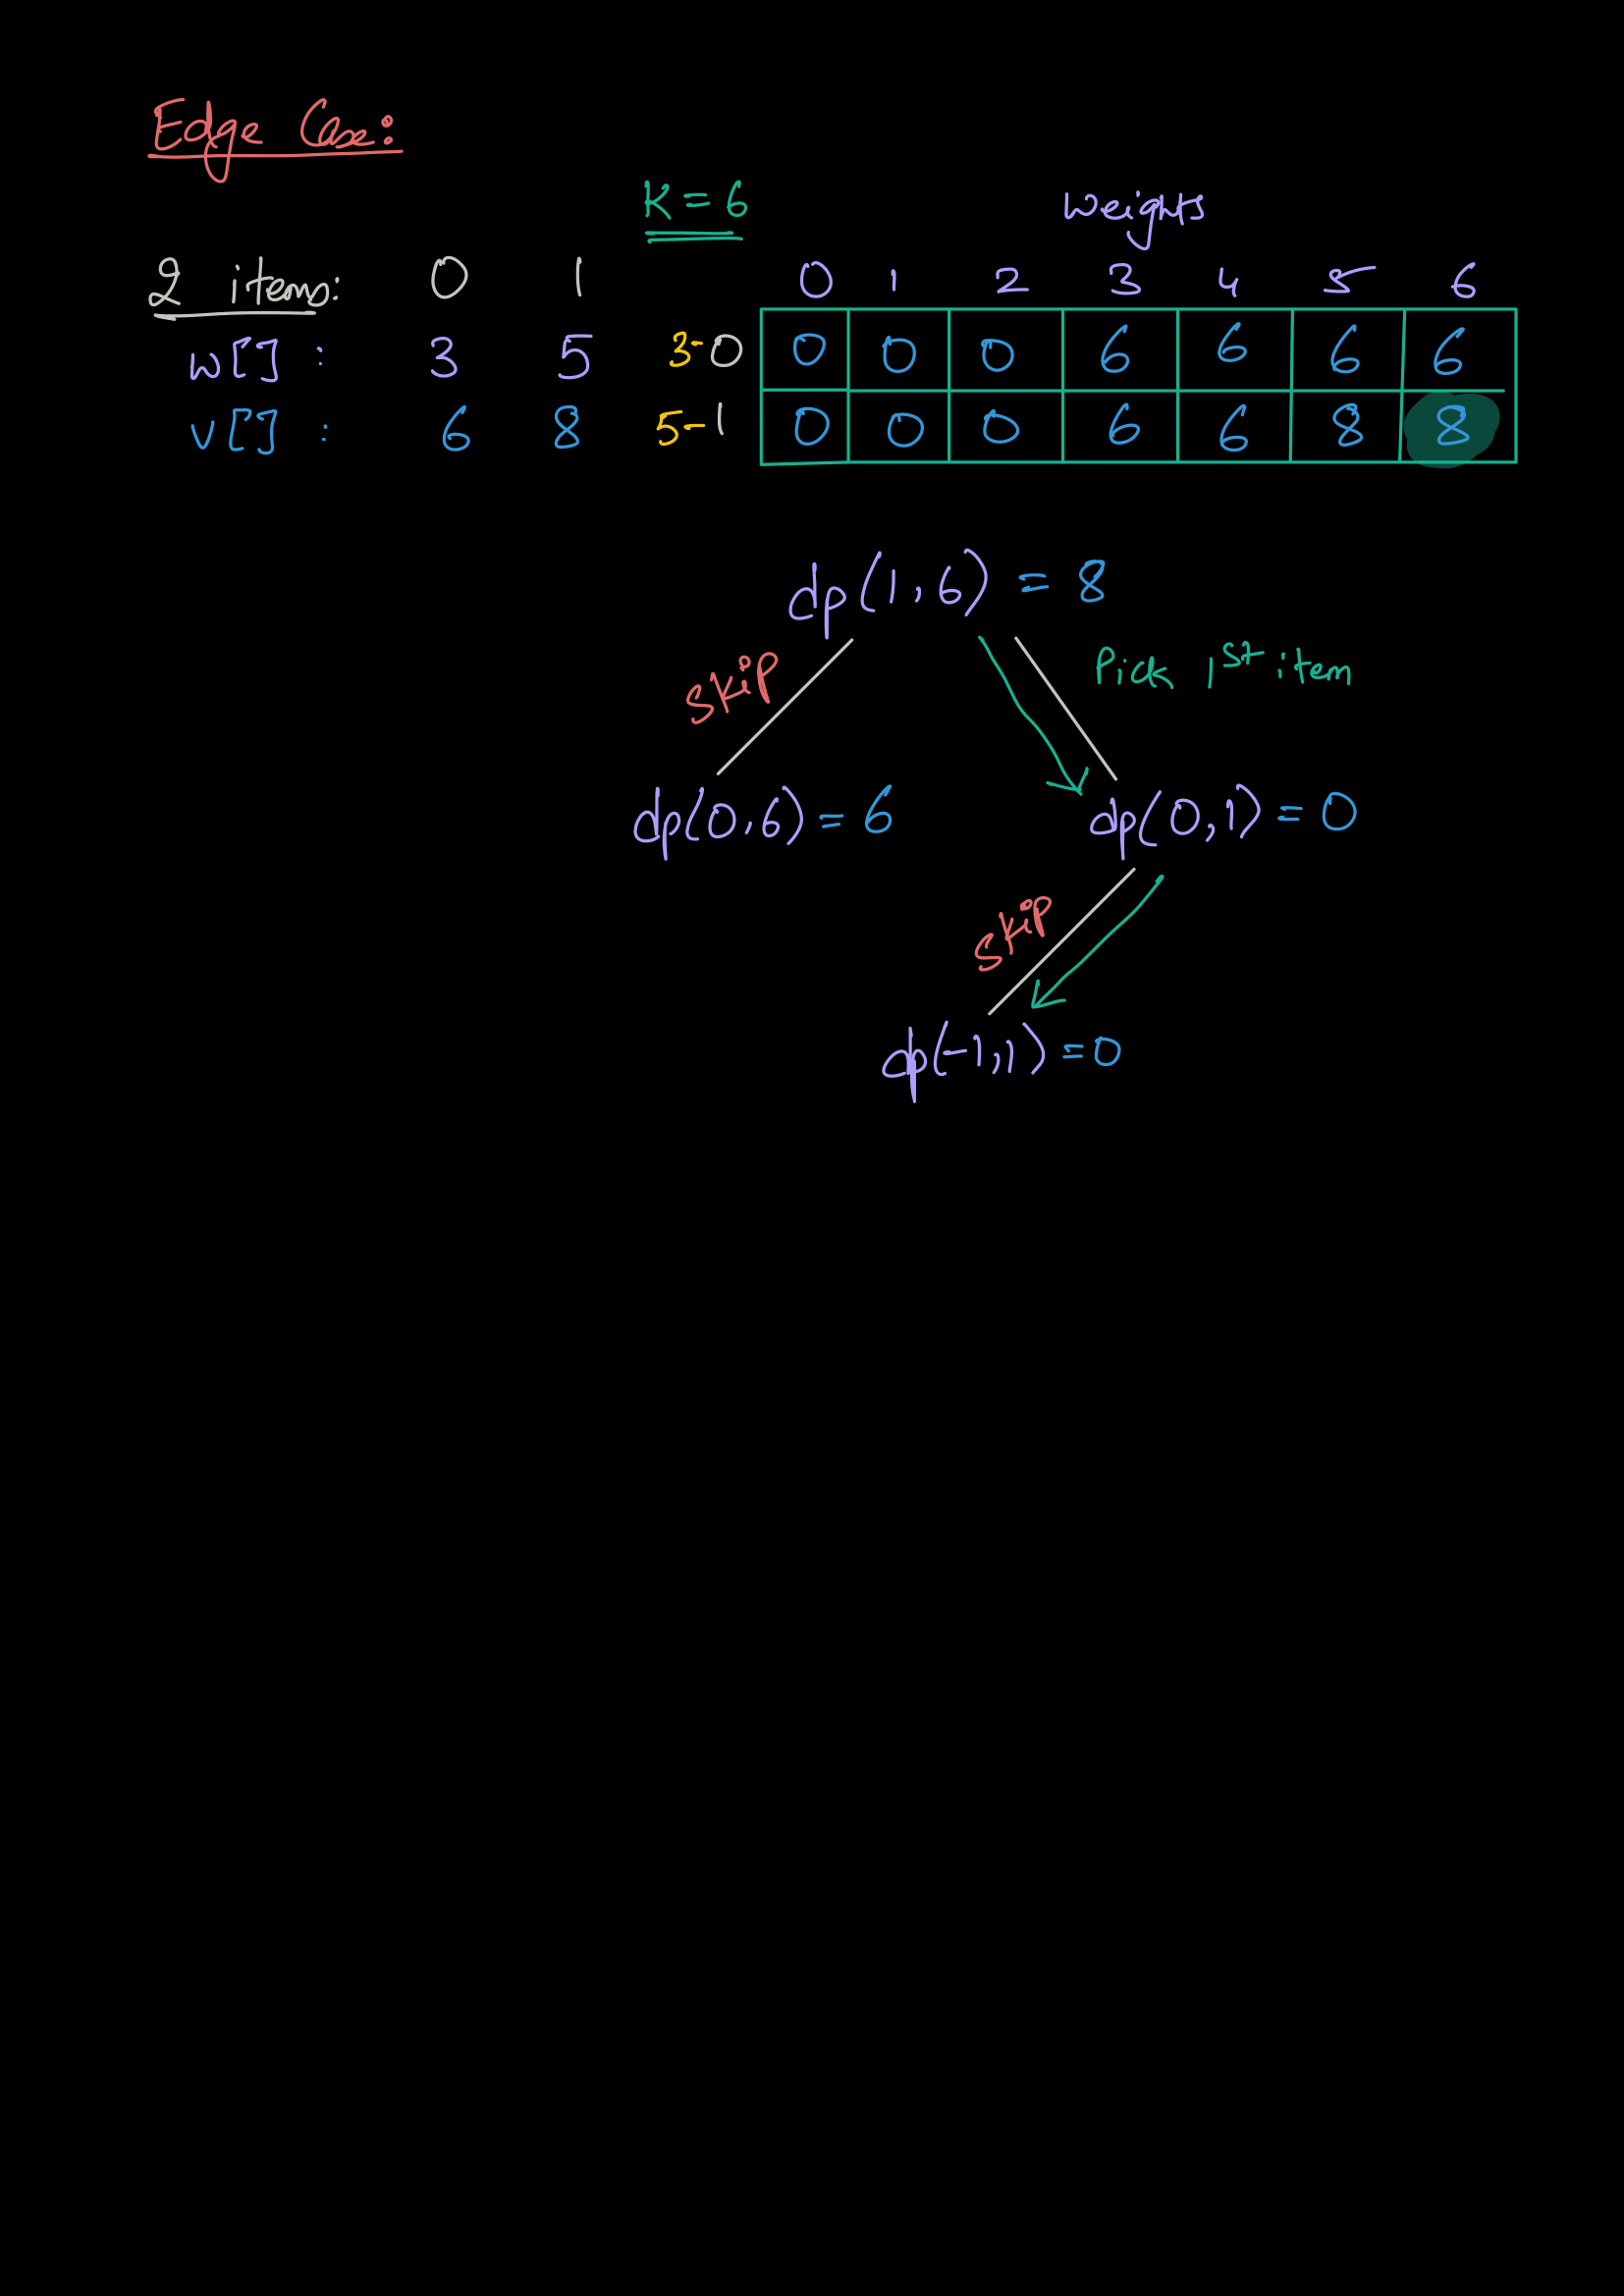 Edge Case:
K = 6
Weights
2 items: 0 1
0 1 2 3 4 5 6
w[] : 3 5
3-0 0 0 0 6 6 6 6
v[] : 6 8
5-1 0 0 0 6 6 8 8
dp(1,6) = 8
skip
Pick 1st item
dp(0,6) = 6
dp(0,1) = 0
skip
dp(-1,1) = 0